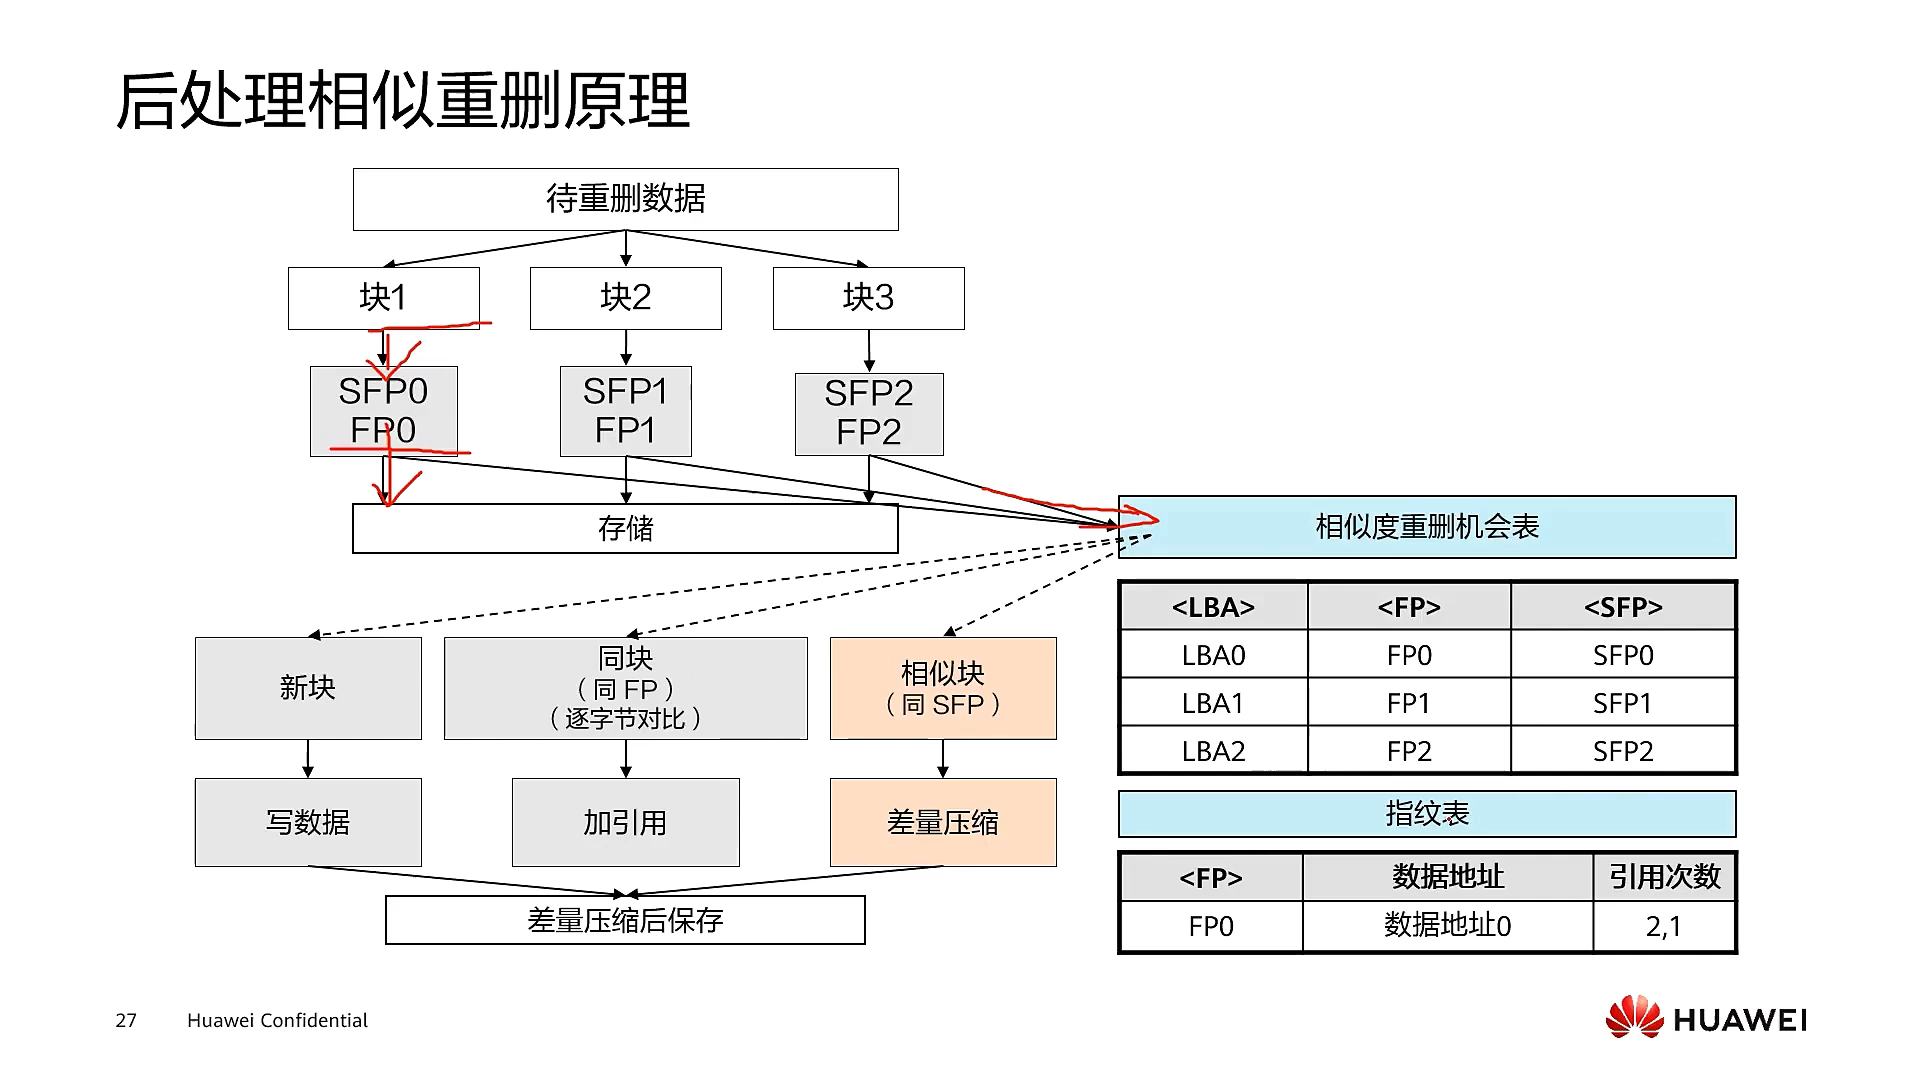 后处理相似重删原理
待重删数据
块1
块2
块3
SFP0
FP0
SFP1
FP1
SFP2
FP2
存储
新块
同块
（同 FP）
（逐字节对比）
相似块
（同 SFP）
写数据
加引用
差量压缩
差量压缩后保存
相似度重删机会表
<LBA> <FP> <SFP>
LBA0 FP0 SFP0
LBA1 FP1 SFP1
LBA2 FP2 SFP2
指纹表
<FP> 数据地址 引用次数
FP0 数据地址0 2,1
27 Huawei Confidential
HUAWEI